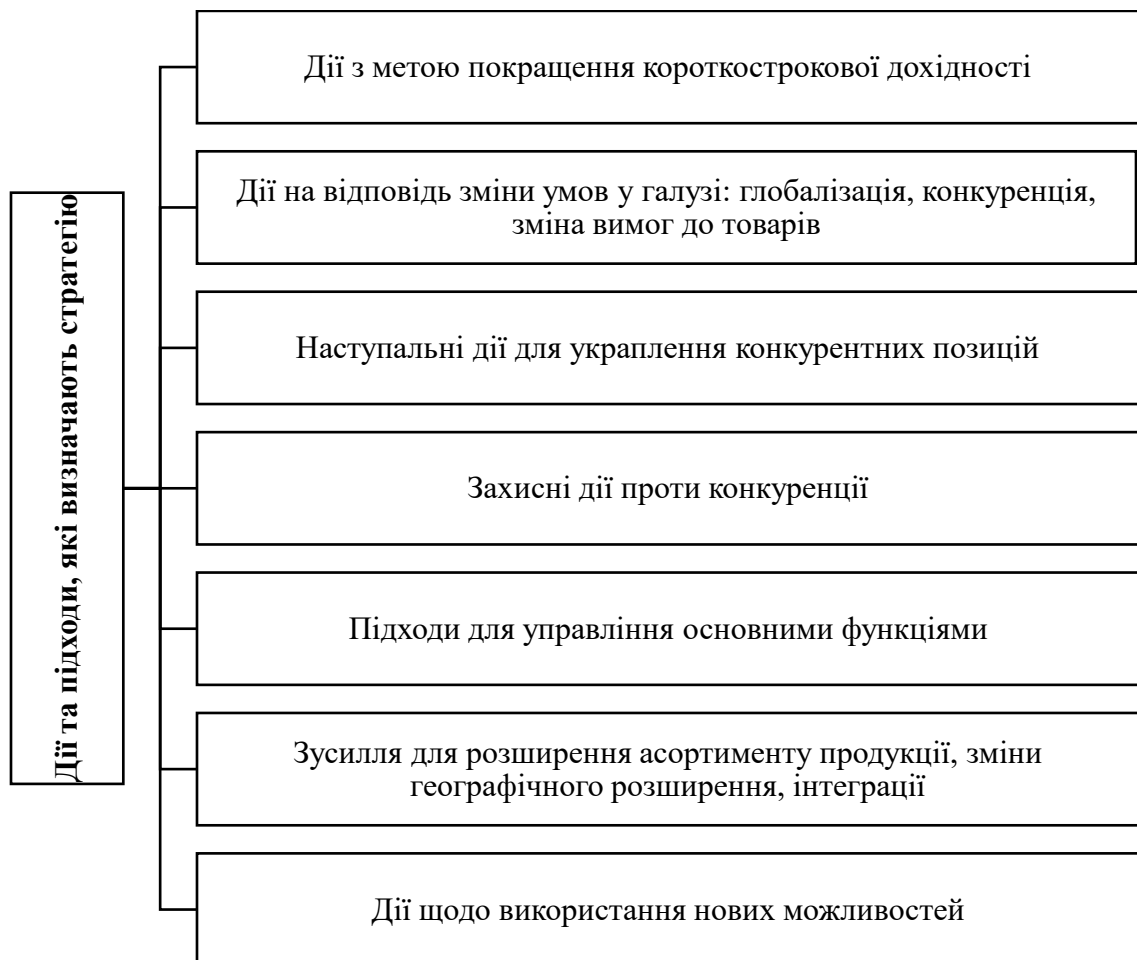 Дії та підходи, які визначають стратегію
Дії з метою покращення короткострокової дохідності
Дії на відповідь зміни умов у галузі: глобалізація, конкуренція,
зміна вимог до товарів
Наступальні дії для украплення конкурентних позицій
Захисні дії проти конкуренції
Підходи для управління основними функціями
Зусилля для розширення асортименту продукції, зміни
географічного розширення, інтеграції
Дії щодо використання нових можливостей